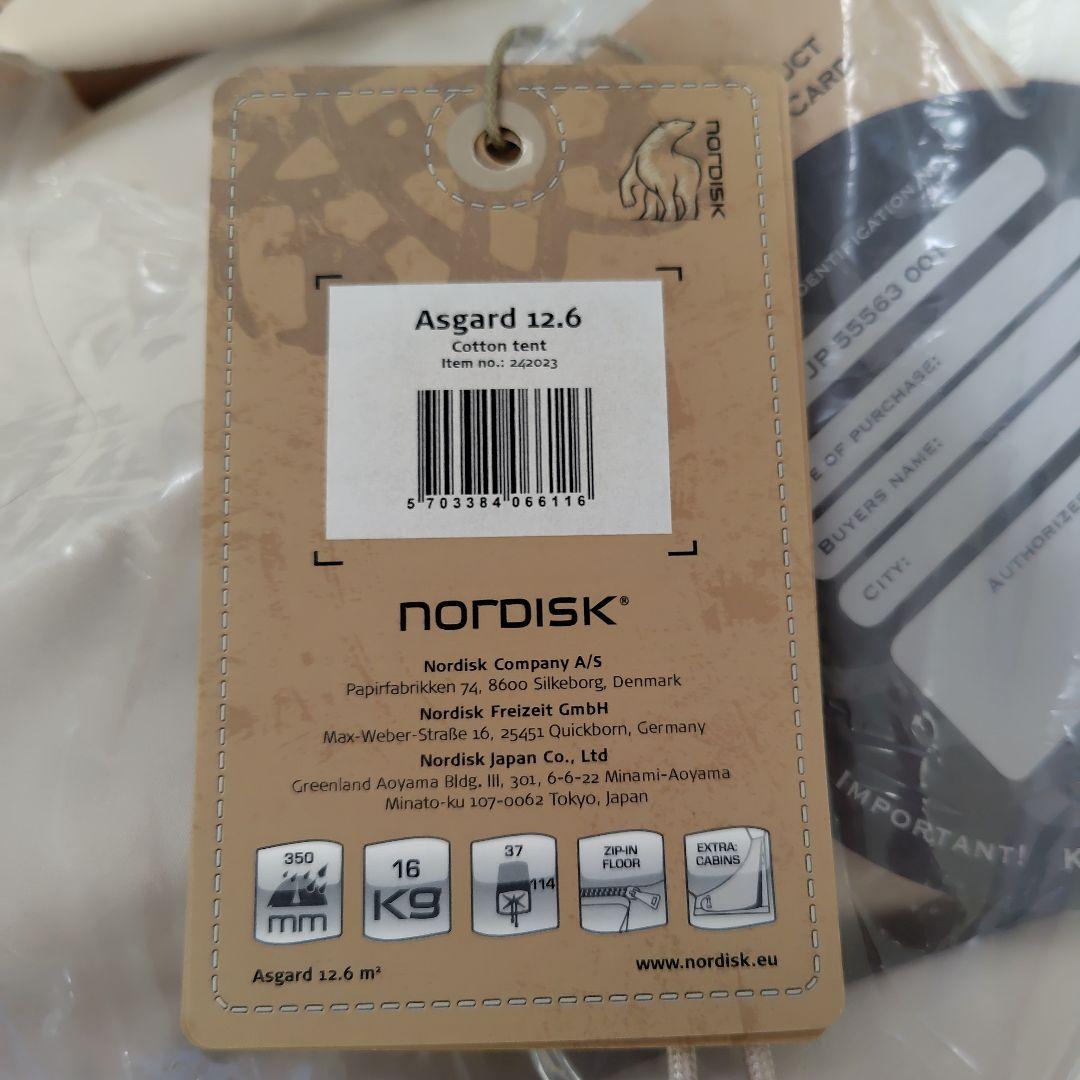 nordisk
Asgard 12.6
Cotton tent
Item no.: 242023
5 703384 066116
nordisk®
Nordisk Company A/S
Papirfabrikken 74, 8600 Silkeborg, Denmark
Nordisk Freizeit GmbH
Max-Weber-Straße 16, 25451 Quickborn, Germany
Nordisk Japan Co., Ltd
Greenland Aoyama Bldg. III, 301, 6-6-22 Minami-Aoyama
Minato-ku 107-0062 Tokyo, Japan
350
mm
16
KG
37
114
ZIP-IN
FLOOR
EXTRA:
CABINS
Asgard 12.6 m²
www.nordisk.eu
CARD
JP 55563 001
OF PURCHASE:
BUYERS NAME:
CITY:
IMPORTANT!